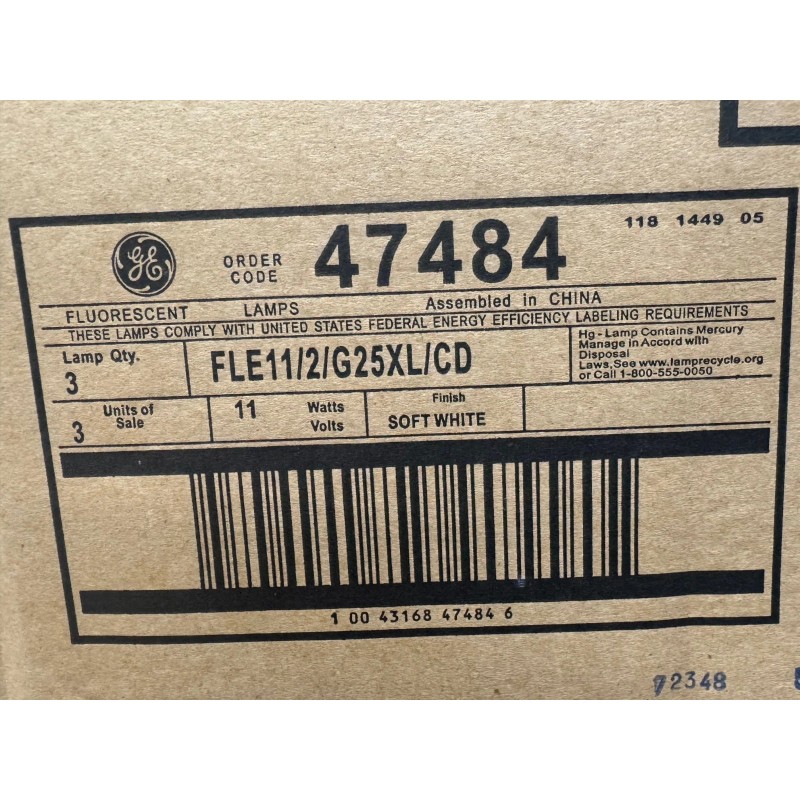 118 1449 05
GE
ORDER CODE
47484
FLUORESCENT LAMPS Assembled in CHINA
THESE LAMPS COMPLY WITH UNITED STATES FEDERAL ENERGY EFFICIENCY LABELING REQUIREMENTS
Lamp Qty.
3
FLE11/2/G25XL/CD
Hg - Lamp Contains Mercury
Manage in Accord with
Disposal
Laws,See www.lamprecycle.org
or Call 1-800-555-0050
3 Units of Sale
11 Watts
Volts
Finish
SOFT WHITE
1 00 43168 47484 6
72348